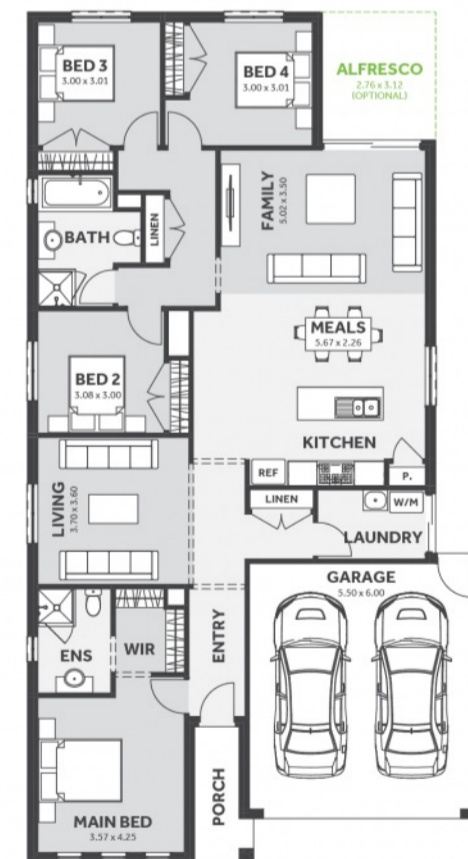 BED 3
3.00 x 3.01
BED 4
3.00 x 3.01
ALFRESCO
2.76 x 3.12
(OPTIONAL)
FAMILY
5.02 x 3.50
BATH
LINEN
MEALS
5.67 x 2.26
BED 2
3.08 x 3.00
KITCHEN
REF
P.
LIVING
3.70 x 3.60
LINEN
W/M
LAUNDRY
GARAGE
5.50 x 6.00
ENS
WIR
ENTRY
PORCH
MAIN BED
3.57 x 4.25